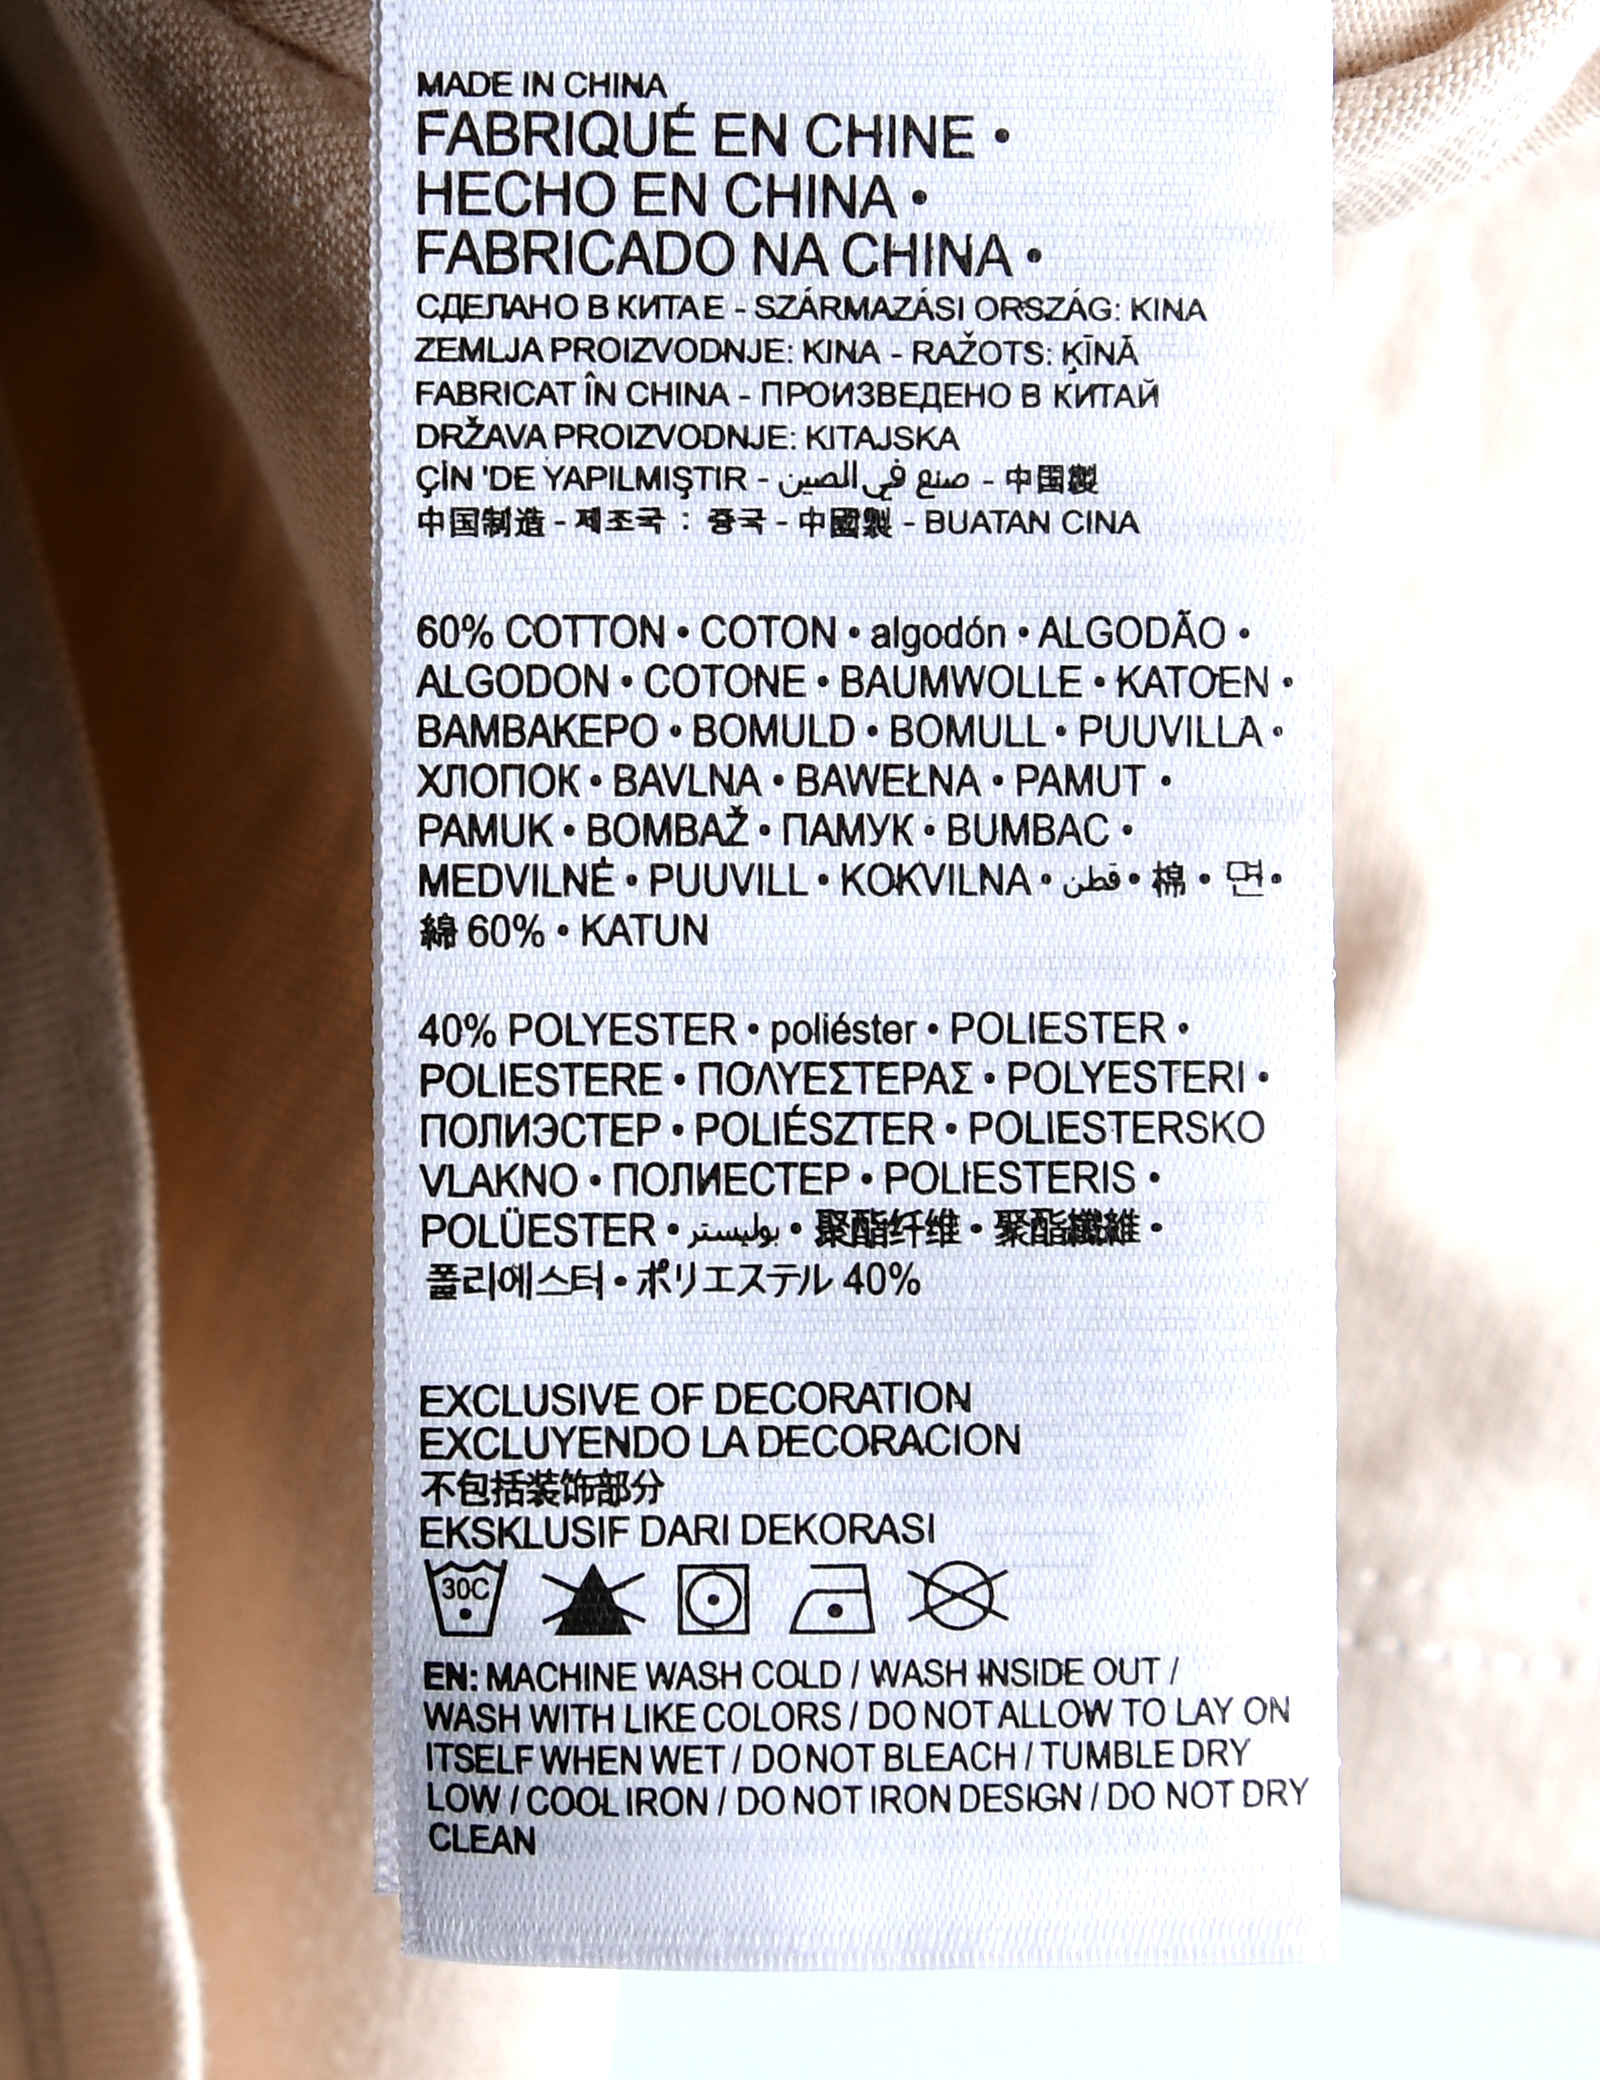 MADE IN CHINA
FABRIQUÉ EN CHINE •
HECHO EN CHINA •
FABRICADO NA CHINA •
СДЕЛАНО В КИТАЕ - SZÁRMAZÁSI ORSZÁG: KINA
ZEMLJA PROIZVODNJE: KINA - RAŽOTS: ĶĪNĀ
FABRICAT ÎN CHINA - ПРОИЗВЕДЕНО В КИТАЙ
DRŽAVA PROIZVODNJE: KITAJSKA
ÇİN 'DE YAPILMIŞTIR - صنع في الصين - 中国製
中国制造 - 제조국 : 중국 - 中國製 - BUATAN CINA
60% COTTON • COTON • algodón • ALGODÃO •
ALGODON • COTONE • BAUMWOLLE • KATOEN •
ΒΑΜΒΑΚΕΡΟ • BOMULD • BOMULL • PUUVILLA •
ХЛОПОК • BAVLNA • BAWEŁNA • PAMUT •
PAMUK • BOMBAŽ • ПАМУК • BUMBAC •
MEDVILNĖ • PUUVILL • KOKVILNA • قطن • 棉 • 면 •
綿 60% • KATUN
40% POLYESTER • poliéster • POLIESTER •
POLIESTERE • ΠΟΛΥΕΣΤΕΡΑΣ • POLYESTERI •
ПОЛИЭСТЕР • POLIÉSZTER • POLIESTERSKO
VLAKNO • ПОЛИЕСТЕР • POLIESTERIS •
POLÜESTER • بوليستر • 聚酯纤维 • 聚酯纖維 •
폴리에스터 • ポリエステル 40%
EXCLUSIVE OF DECORATION
EXCLUYENDO LA DECORACION
不包括装饰部分
EKSKLUSIF DARI DEKORASI
30C
EN: MACHINE WASH COLD / WASH INSIDE OUT /
WASH WITH LIKE COLORS / DO NOT ALLOW TO LAY ON
ITSELF WHEN WET / DO NOT BLEACH / TUMBLE DRY
LOW / COOL IRON / DO NOT IRON DESIGN / DO NOT DRY
CLEAN